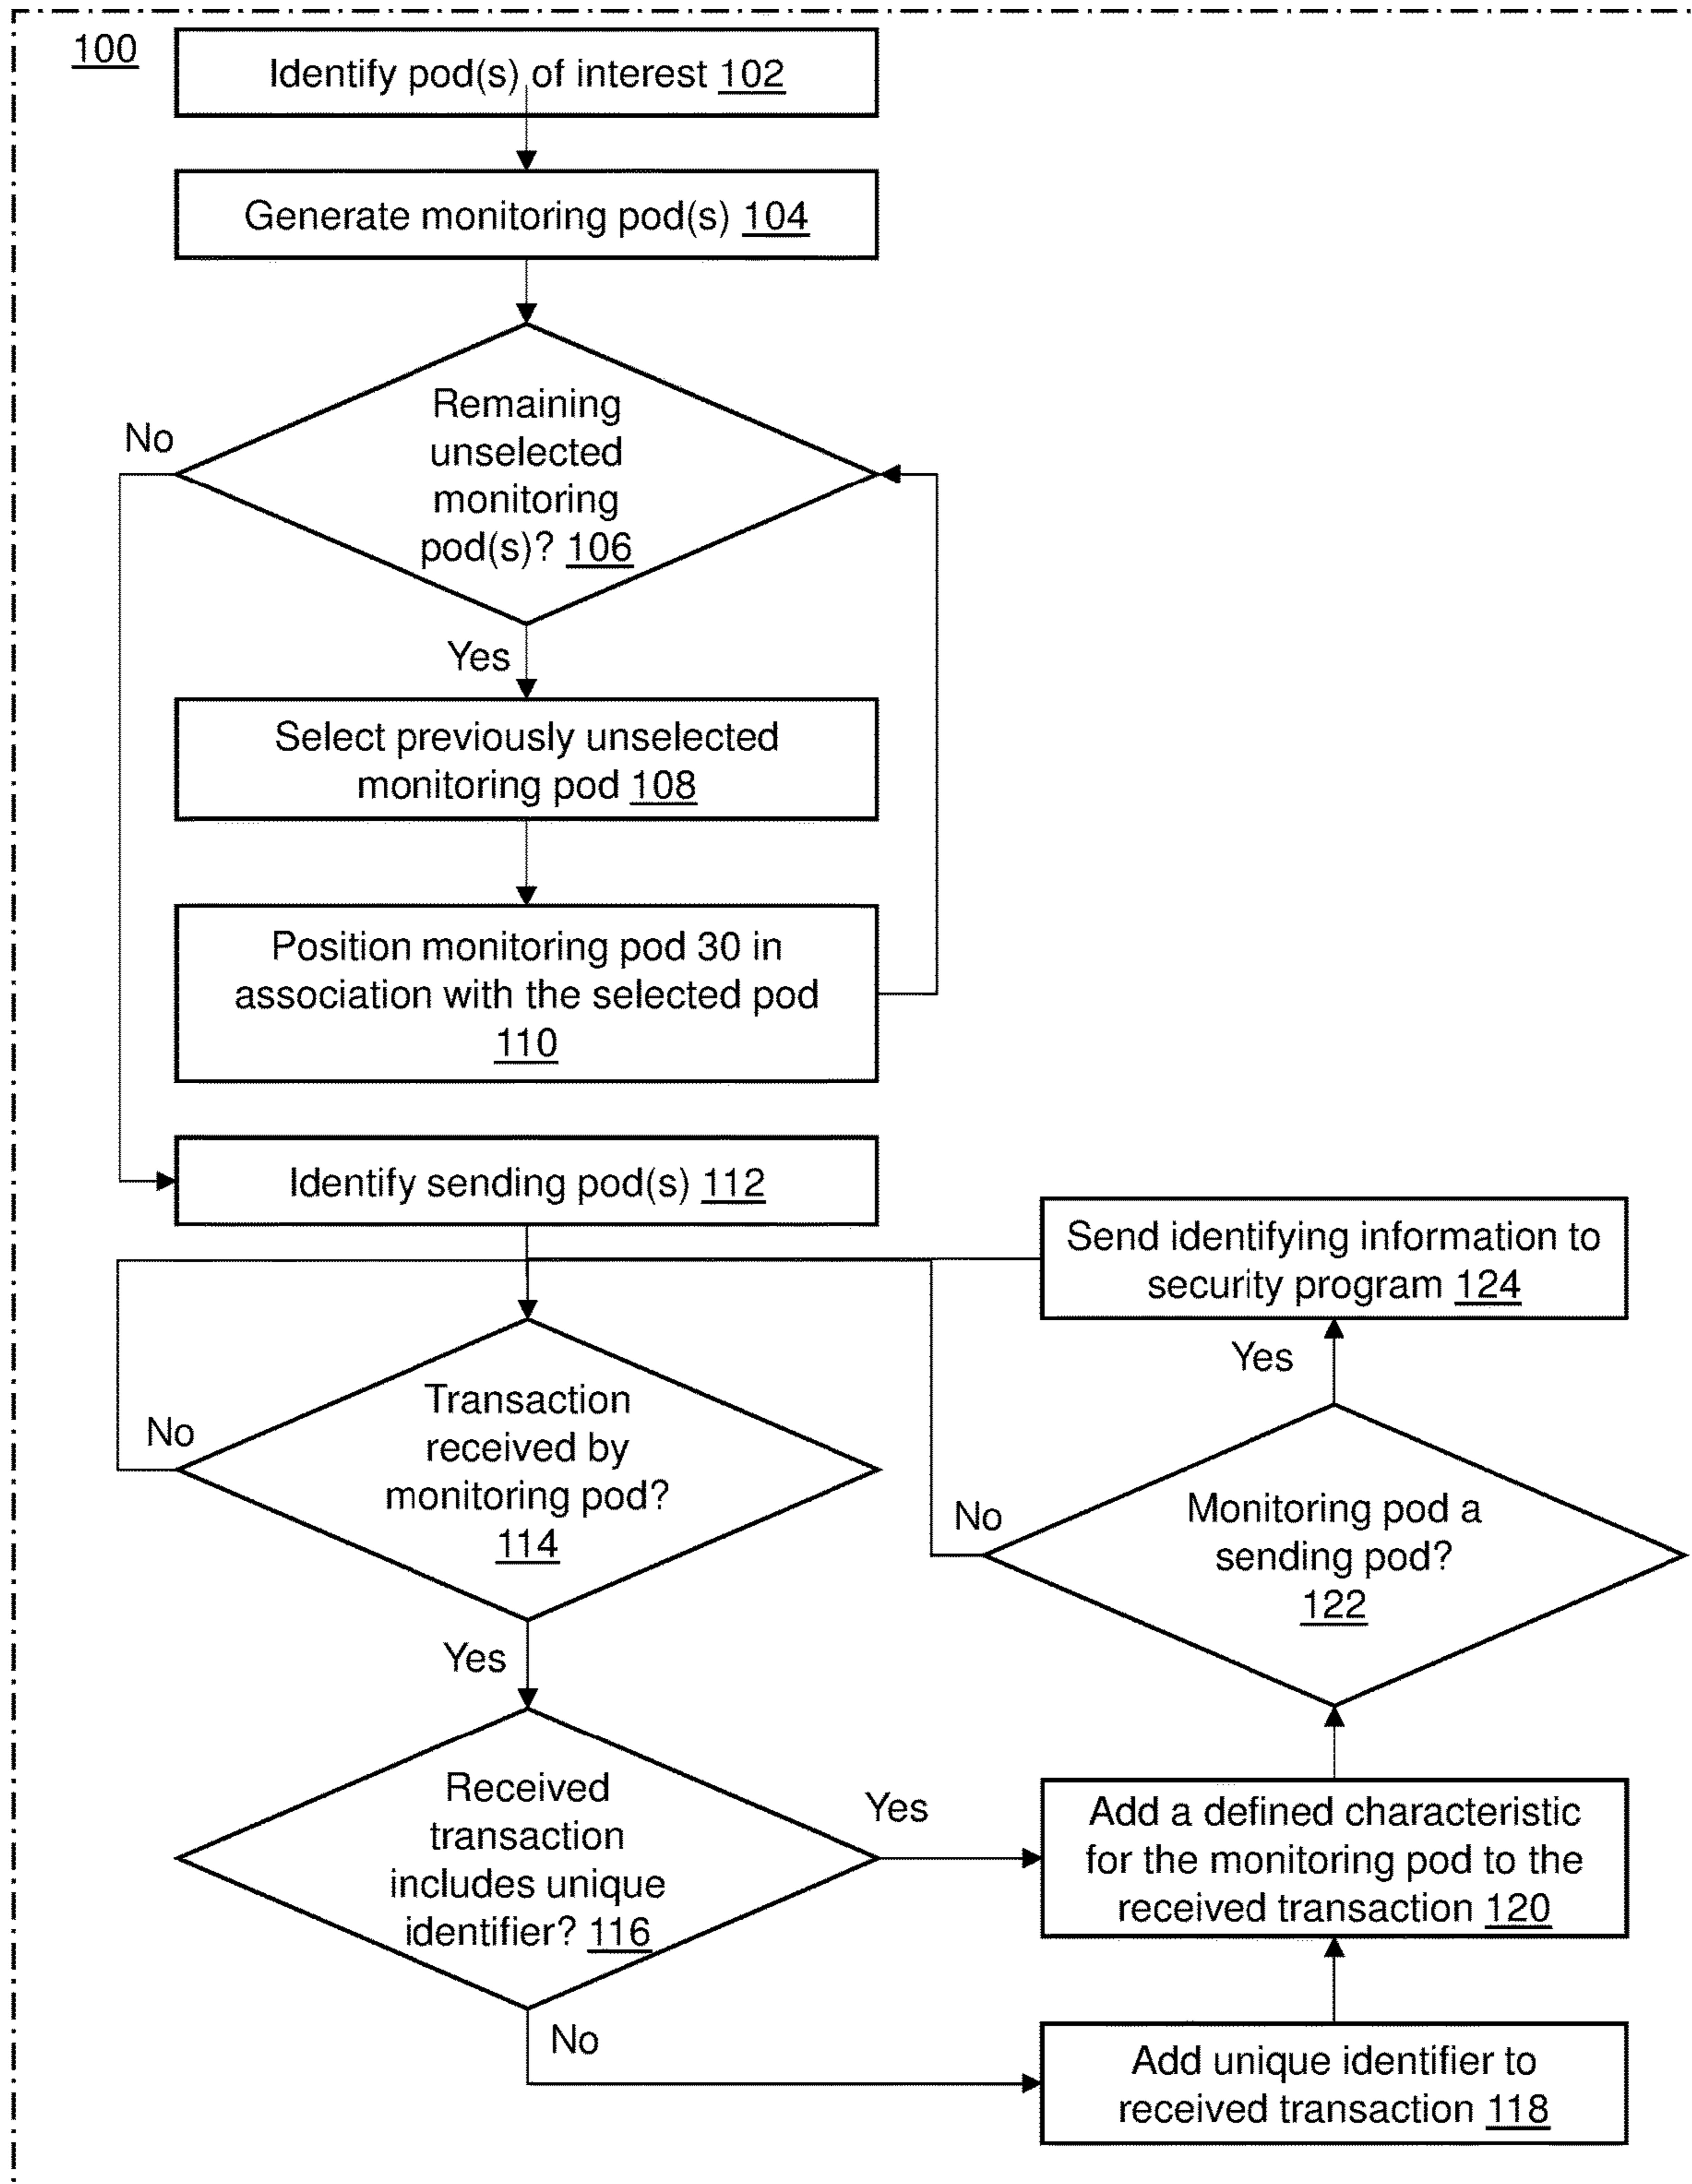 100
Identify pod(s) of interest 102
Generate monitoring pod(s) 104
Remaining
unselected
monitoring
pod(s)? 106
No
Yes
Select previously unselected
monitoring pod 108
Position monitoring pod 30 in
association with the selected pod
110
Identify sending pod(s) 112
Transaction
received by
monitoring pod?
114
No
Yes
Received
transaction
includes unique
identifier? 116
Yes
No
Add unique identifier to
received transaction 118
Add a defined characteristic
for the monitoring pod to the
received transaction 120
Monitoring pod a
sending pod?
122
No
Yes
Send identifying information to
security program 124